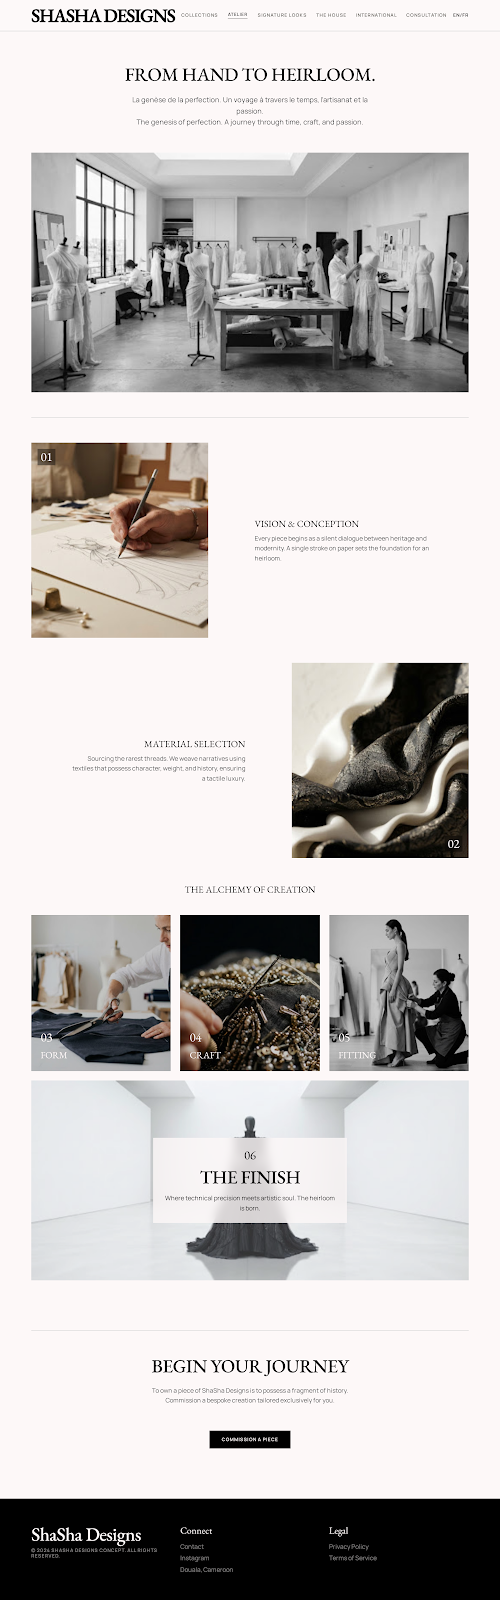 SHASHA DESIGNS COLLECTIONS ATELIER SIGNATURE LOOKS THE HOUSE INTERNATIONAL CONSULTATION EN/FR
FROM HAND TO HEIRLOOM.
La genèse de la perfection. Un voyage à travers le temps, l'artisanat et la
passion.
The genesis of perfection. A journey through time, craft, and passion.
01
VISION & CONCEPTION
Every piece begins as a silent dialogue between heritage and
modernity. A single stroke on paper sets the foundation for an
heirloom.
MATERIAL SELECTION
Sourcing the rarest threads. We weave narratives using
textiles that possess character, weight, and history, ensuring
a tactile luxury.
02
THE ALCHEMY OF CREATION
03
FORM
04
CRAFT
05
FITTING
06
THE FINISH
Where technical precision meets artistic soul. The heirloom
is born.
BEGIN YOUR JOURNEY
To own a piece of ShaSha Designs is to possess a fragment of history.
Commission a bespoke creation tailored exclusively for you.
COMMISSION A PIECE
ShaSha Designs
© 2024 SHASHA DESIGNS CONCEPT. ALL RIGHTS
RESERVED.
Connect
Contact
Instagram
Douala, Cameroon
Legal
Privacy Policy
Terms of Service